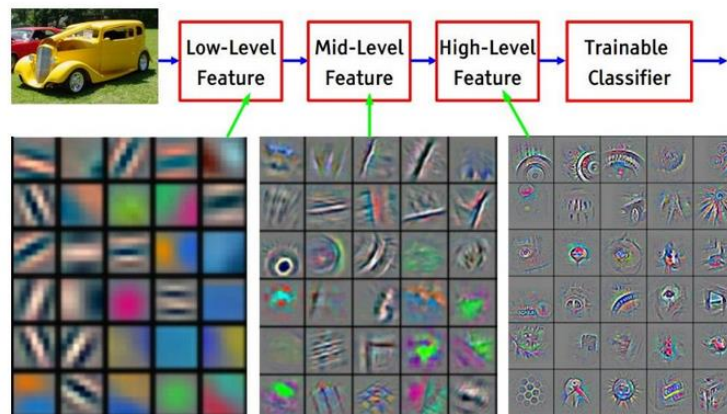 Low-Level
Feature
Mid-Level
Feature
High-Level
Feature
Trainable
Classifier